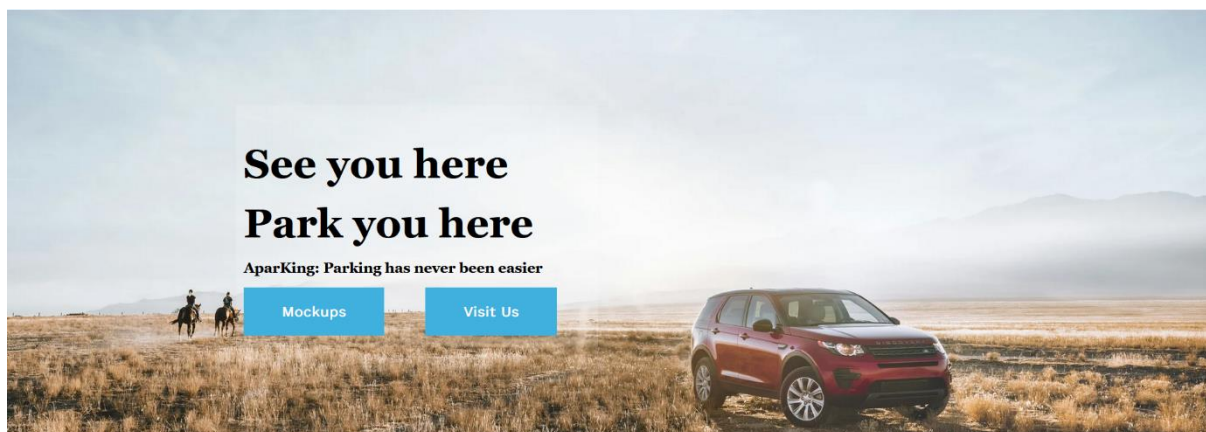 See you here
Park you here
AparKing: Parking has never been easier
Mockups
Visit Us